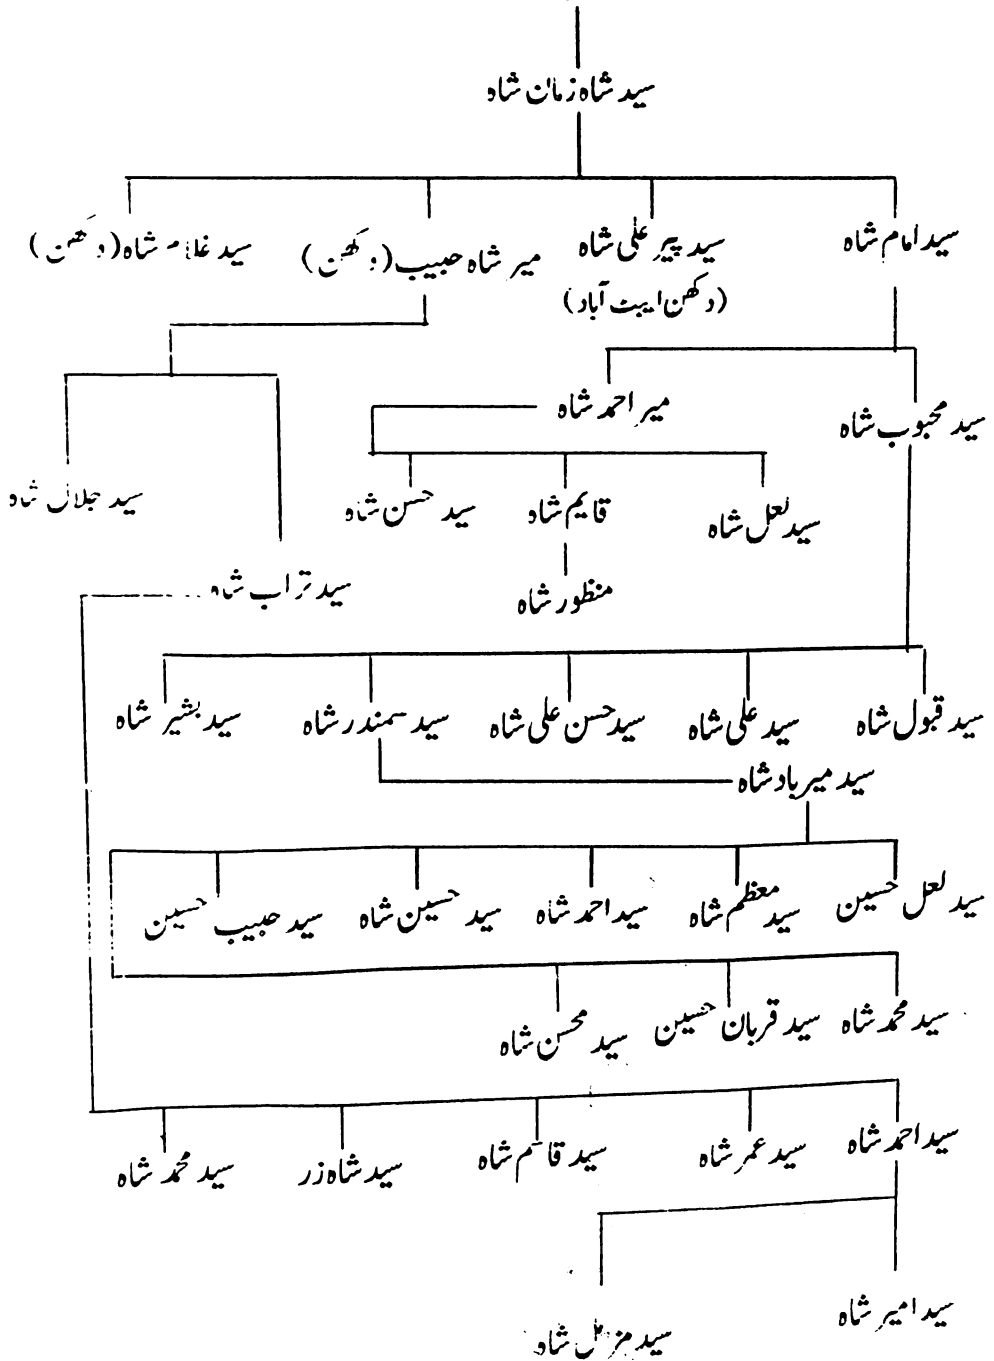 سید شاہ زمان شاہ
سید امام شاہ
سید پیر علی شاہ
(دکھن ایبٹ آباد)
میر شاہ حبیب (دکھن)
سید غلام شاہ (دکھن)
میر احمد شاہ
سید محبوب شاہ
سید لعل شاہ
قایم شاہ
سید حسن شاہ
سید جلال شاہ
منظور شاہ
سید تراب شاہ
سید قبول شاہ
سید علی شاہ
سید حسن علی شاہ
سید سمندر شاہ
سید بشیر شاہ
سید میر باد شاہ
سید لعل حسین
سید معظم شاہ
سید احمد شاہ
سید حسین شاہ
سید حبیب حسین
سید محمد شاہ
سید قربان حسین
سید محسن شاہ
سید احمد شاہ
سید عمر شاہ
سید قاسم شاہ
سید شاہ زر
سید محمد شاہ
سید امیر شاہ
سید مزمل شاہ